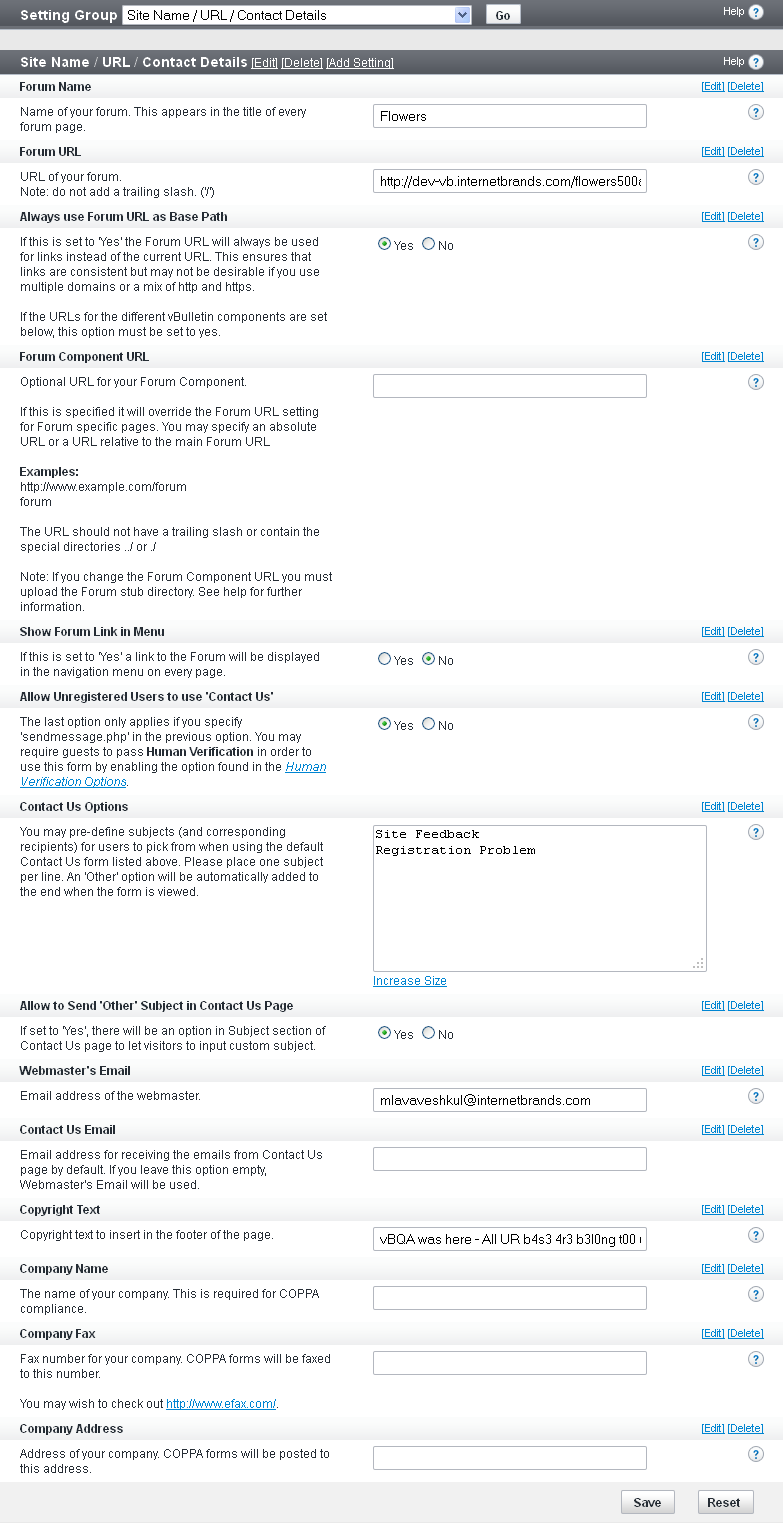 Setting Group Site Name / URL / Contact Details Go Help ?
Site Name / URL / Contact Details [Edit] [Delete] [Add Setting] Help ?
Forum Name [Edit] [Delete]
Name of your forum. This appears in the title of every Flowers ?
forum page.
Forum URL [Edit] [Delete]
URL of your forum. http://dev-vb.internetbrands.com/flowers500 ?
Note: do not add a trailing slash. ('/')
Always use Forum URL as Base Path [Edit] [Delete]
If this is set to 'Yes' the Forum URL will always be used Yes No ?
for links instead of the current URL. This ensures that
links are consistent but may not be desirable if you use
multiple domains or a mix of http and https.
If the URLs for the different vBulletin components are set
below, this option must be set to yes.
Forum Component URL [Edit] [Delete]
Optional URL for your Forum Component. ?
If this is specified it will override the Forum URL setting
for Forum specific pages. You may specify an absolute
URL or a URL relative to the main Forum URL
Examples:
http://www.example.com/forum
forum
The URL should not have a trailing slash or contain the
special directories ../ or ./
Note: If you change the Forum Component URL you must
upload the Forum stub directory. See help for further
information.
Show Forum Link in Menu [Edit] [Delete]
If this is set to 'Yes' a link to the Forum will be displayed Yes No ?
in the navigation menu on every page.
Allow Unregistered Users to use 'Contact Us' [Edit] [Delete]
The last option only applies if you specify Yes No ?
'sendmessage.php' in the previous option. You may
require guests to pass Human Verification in order to
use this form by enabling the option found in the Human
Verification Options.
Contact Us Options [Edit] [Delete]
You may pre-define subjects (and corresponding Site Feedback ?
recipients) for users to pick from when using the default Registration Problem
Contact Us form listed above. Please place one subject
per line. An 'Other' option will be automatically added to
the end when the form is viewed.
Increase Size
Allow to Send 'Other' Subject in Contact Us Page [Edit] [Delete]
If set to 'Yes', there will be an option in Subject section of Yes No ?
Contact Us page to let visitors to input custom subject.
Webmaster's Email [Edit] [Delete]
Email address of the webmaster. mlavaveshkul@internetbrands.com ?
Contact Us Email [Edit] [Delete]
Email address for receiving the emails from Contact Us ?
page by default. If you leave this option empty,
Webmaster's Email will be used.
Copyright Text [Edit] [Delete]
Copyright text to insert in the footer of the page. vBQA was here - All UR b4s3 4r3 b3l0ng t00 ?
Company Name [Edit] [Delete]
The name of your company. This is required for COPPA ?
compliance.
Company Fax [Edit] [Delete]
Fax number for your company. COPPA forms will be faxed ?
to this number.
You may wish to check out http://www.efax.com/.
Company Address [Edit] [Delete]
Address of your company. COPPA forms will be posted to ?
this address.
Save Reset